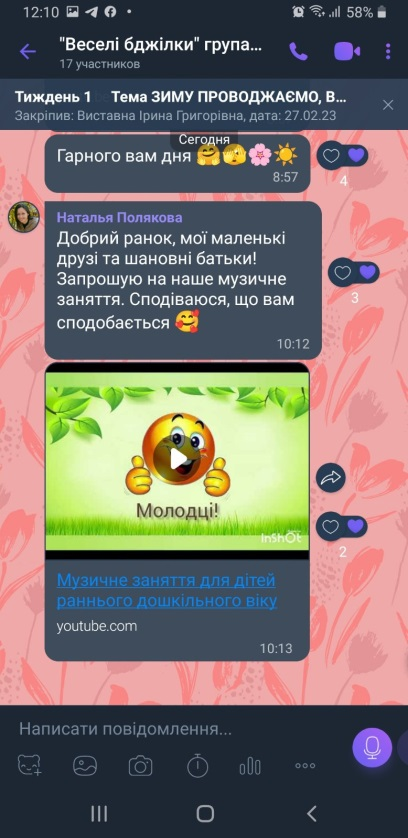 12:10
58%
"Веселі бджілки" група...
17 участников
Тиждень 1 Тема ЗИМУ ПРОВОДЖАЄМО, В...
Закріпив: Виставна Ірина Григорівна, дата: 27.02.23
Сегодня
Гарного вам дня
8:57
4
Наталья Полякова
Добрий ранок, мої маленькі
друзі та шановні батьки!
Запрошую на наше музичне
заняття. Сподіваюся, що вам
сподобається
10:12
3
Молодці!
InShOt
2
Музичне заняття для дітей
раннього дошкільного віку
youtube.com
10:13
Написати повідомлення...